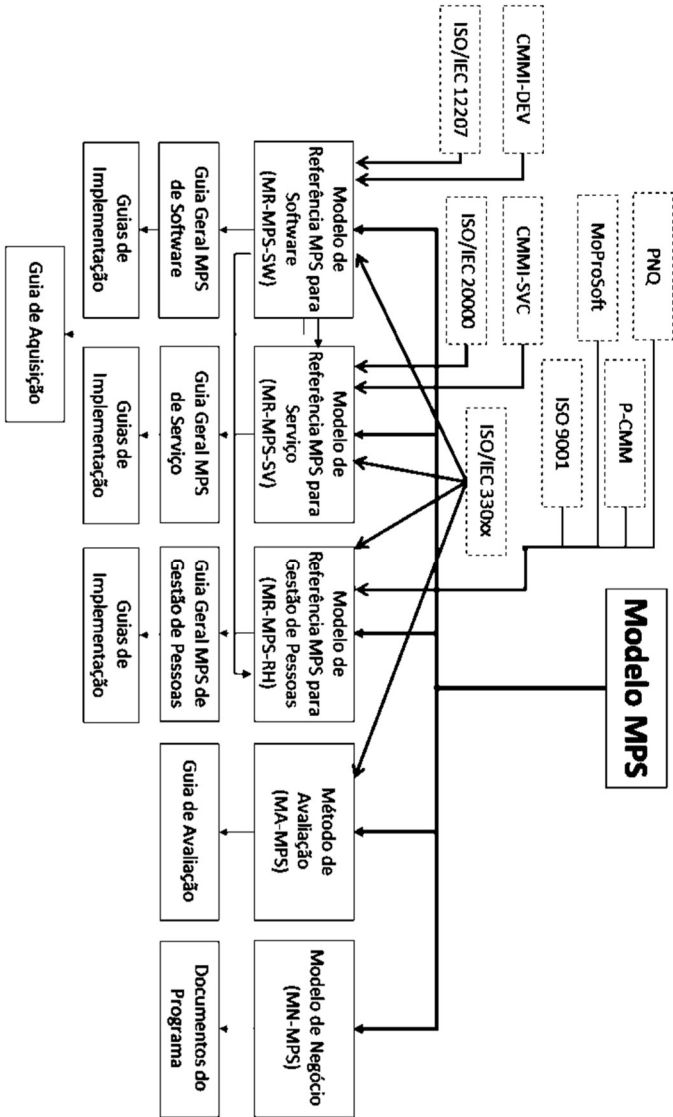 Modelo MPS
PNQ
P-CMM
MoProSoft
ISO 9001
CMMI-DEV
CMMI-SVC
ISO/IEC 12207
ISO/IEC 20000
ISO/IEC 330xx
Modelo de
Referência MPS para
Software
(MR-MPS-SW)
Modelo de
Referência MPS para
Serviço
(MR-MPS-SV)
Modelo de
Referência MPS para
Gestão de Pessoas
(MR-MPS-RH)
Método de
Avaliação
(MA-MPS)
Modelo de Negócio
(MN-MPS)
Guia Geral MPS
de Software
Guia Geral MPS
de Serviço
Guia Geral MPS de
Gestão de Pessoas
Guia de Avaliação
Documentos do
Programa
Guias de
Implementação
Guias de
Implementação
Guias de
Implementação
Guia de Aquisição